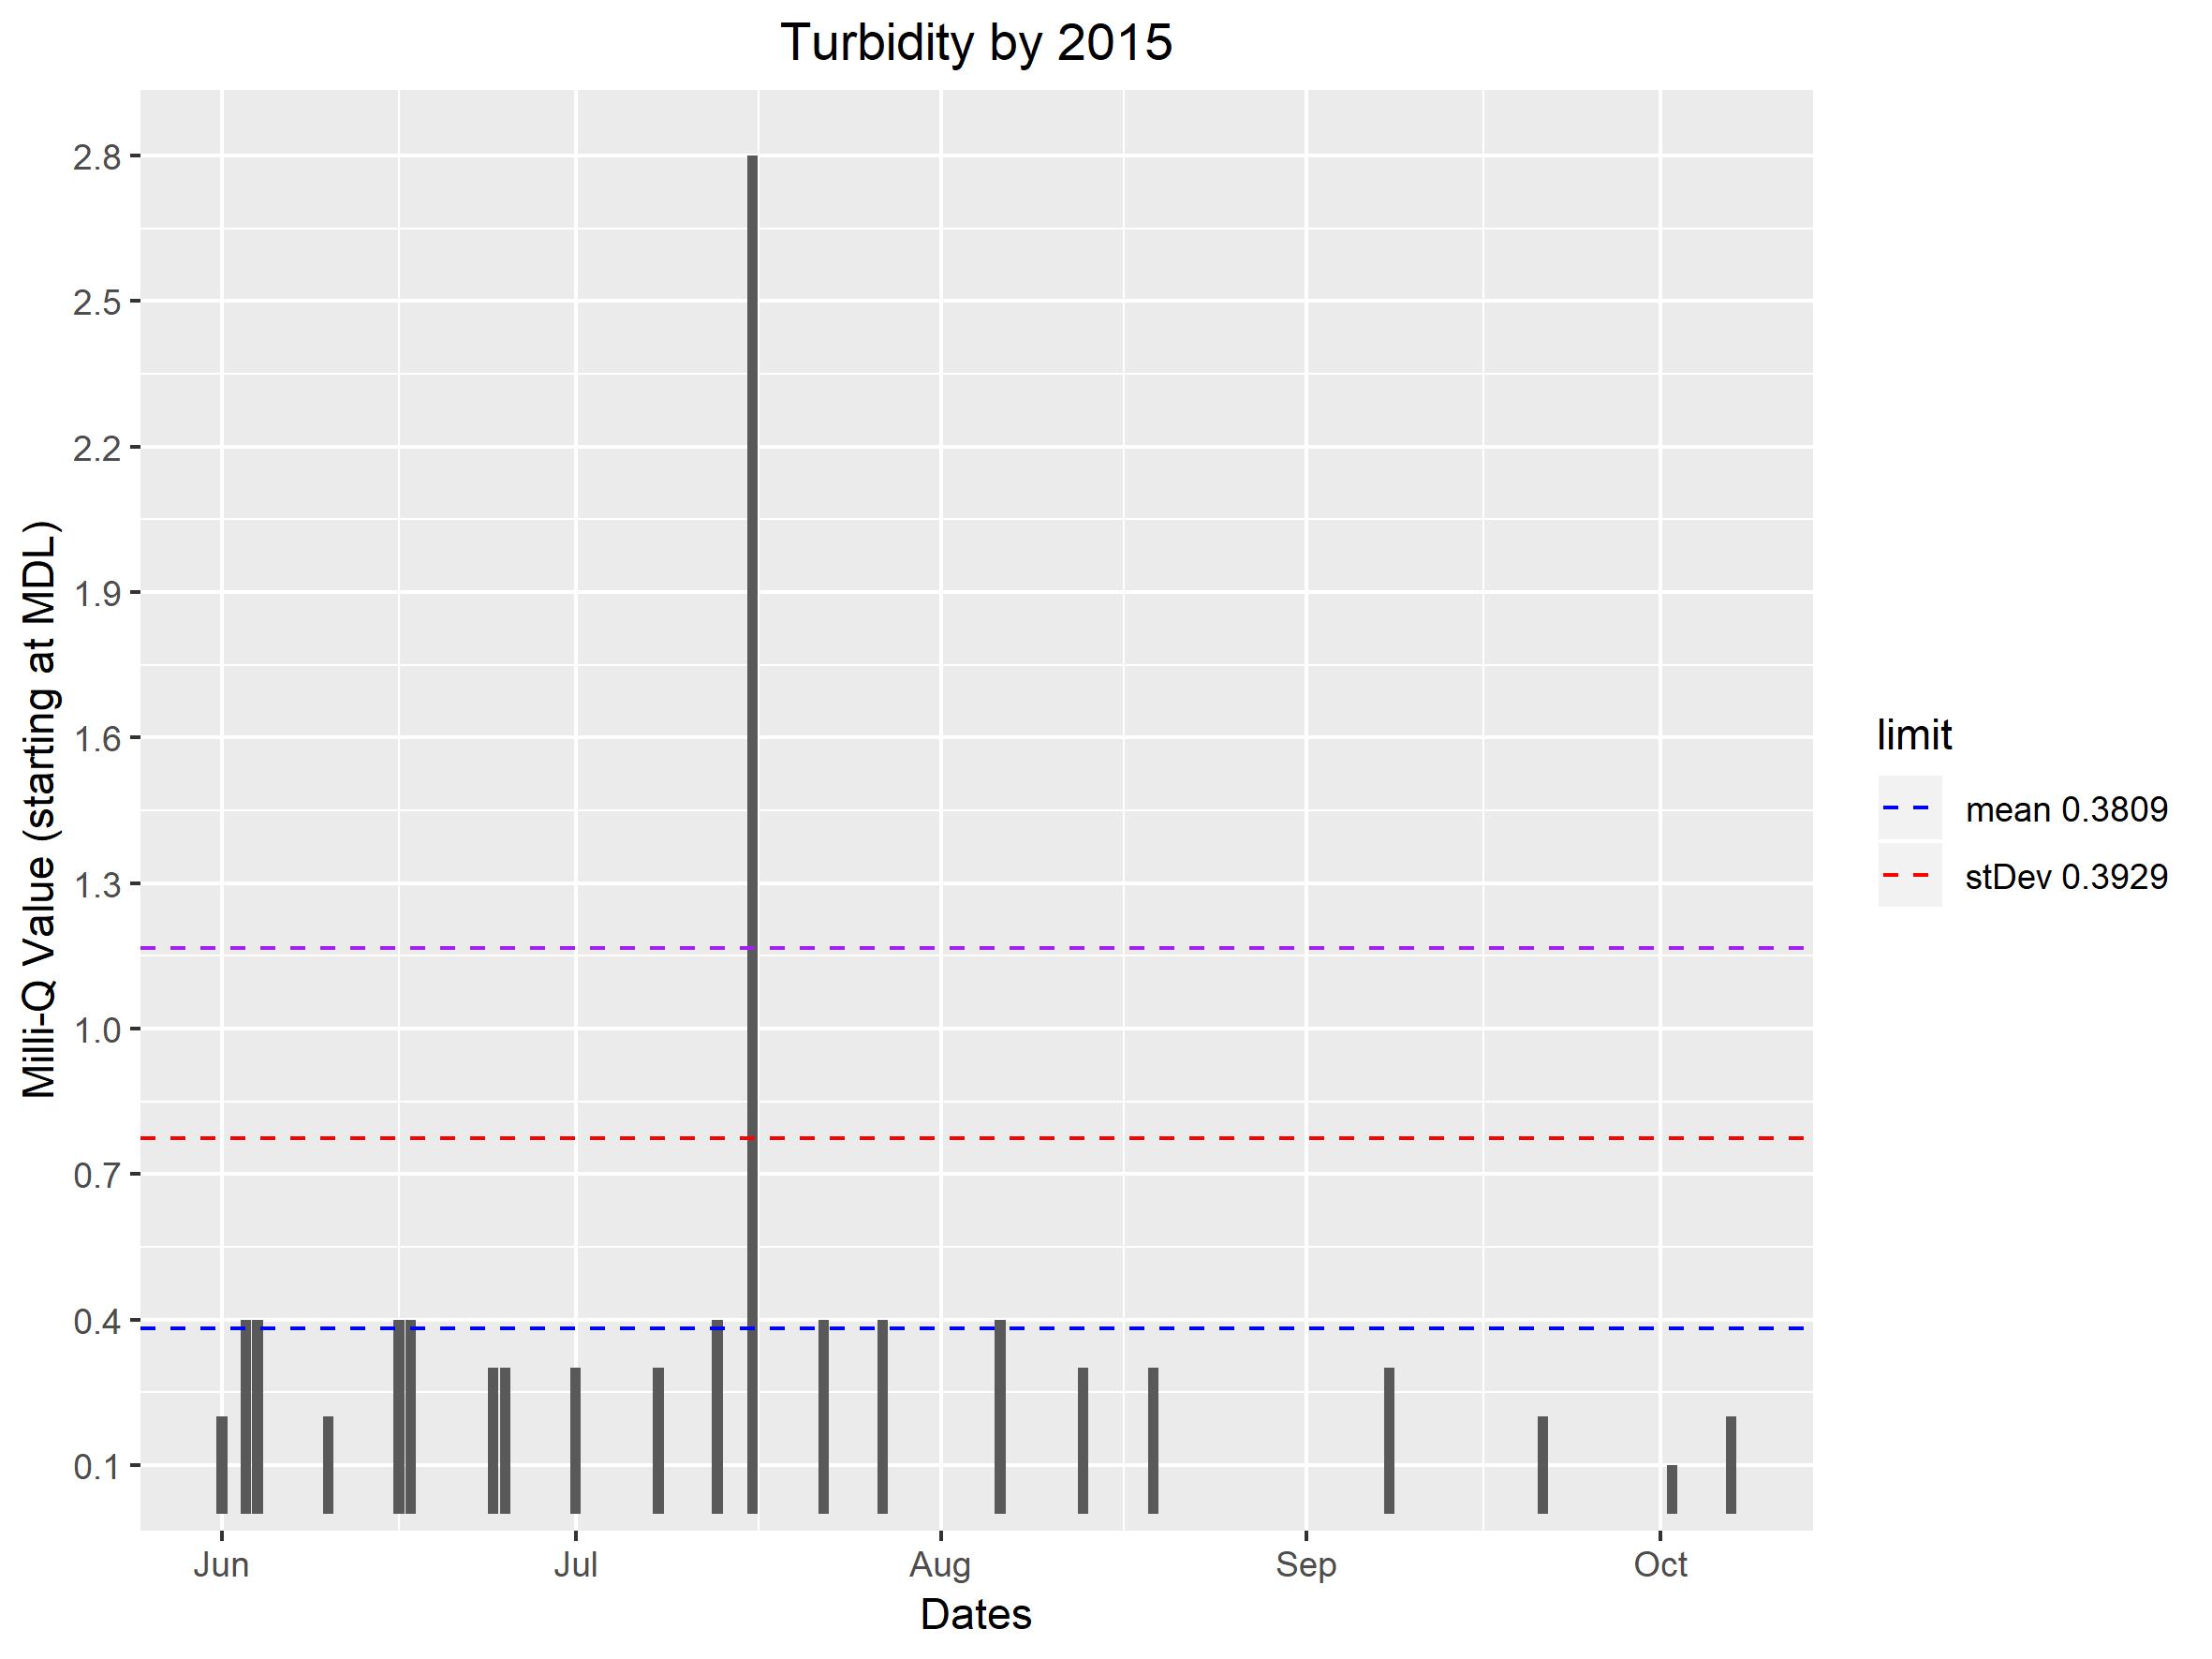 Turbidity by 2015
Milli-Q Value (starting at MDL)
2.8
2.5
2.2
1.9
1.6
1.3
1.0
0.7
0.4
0.1
Jun Jul Aug Sep Oct
Dates
limit
mean 0.3809
stDev 0.3929